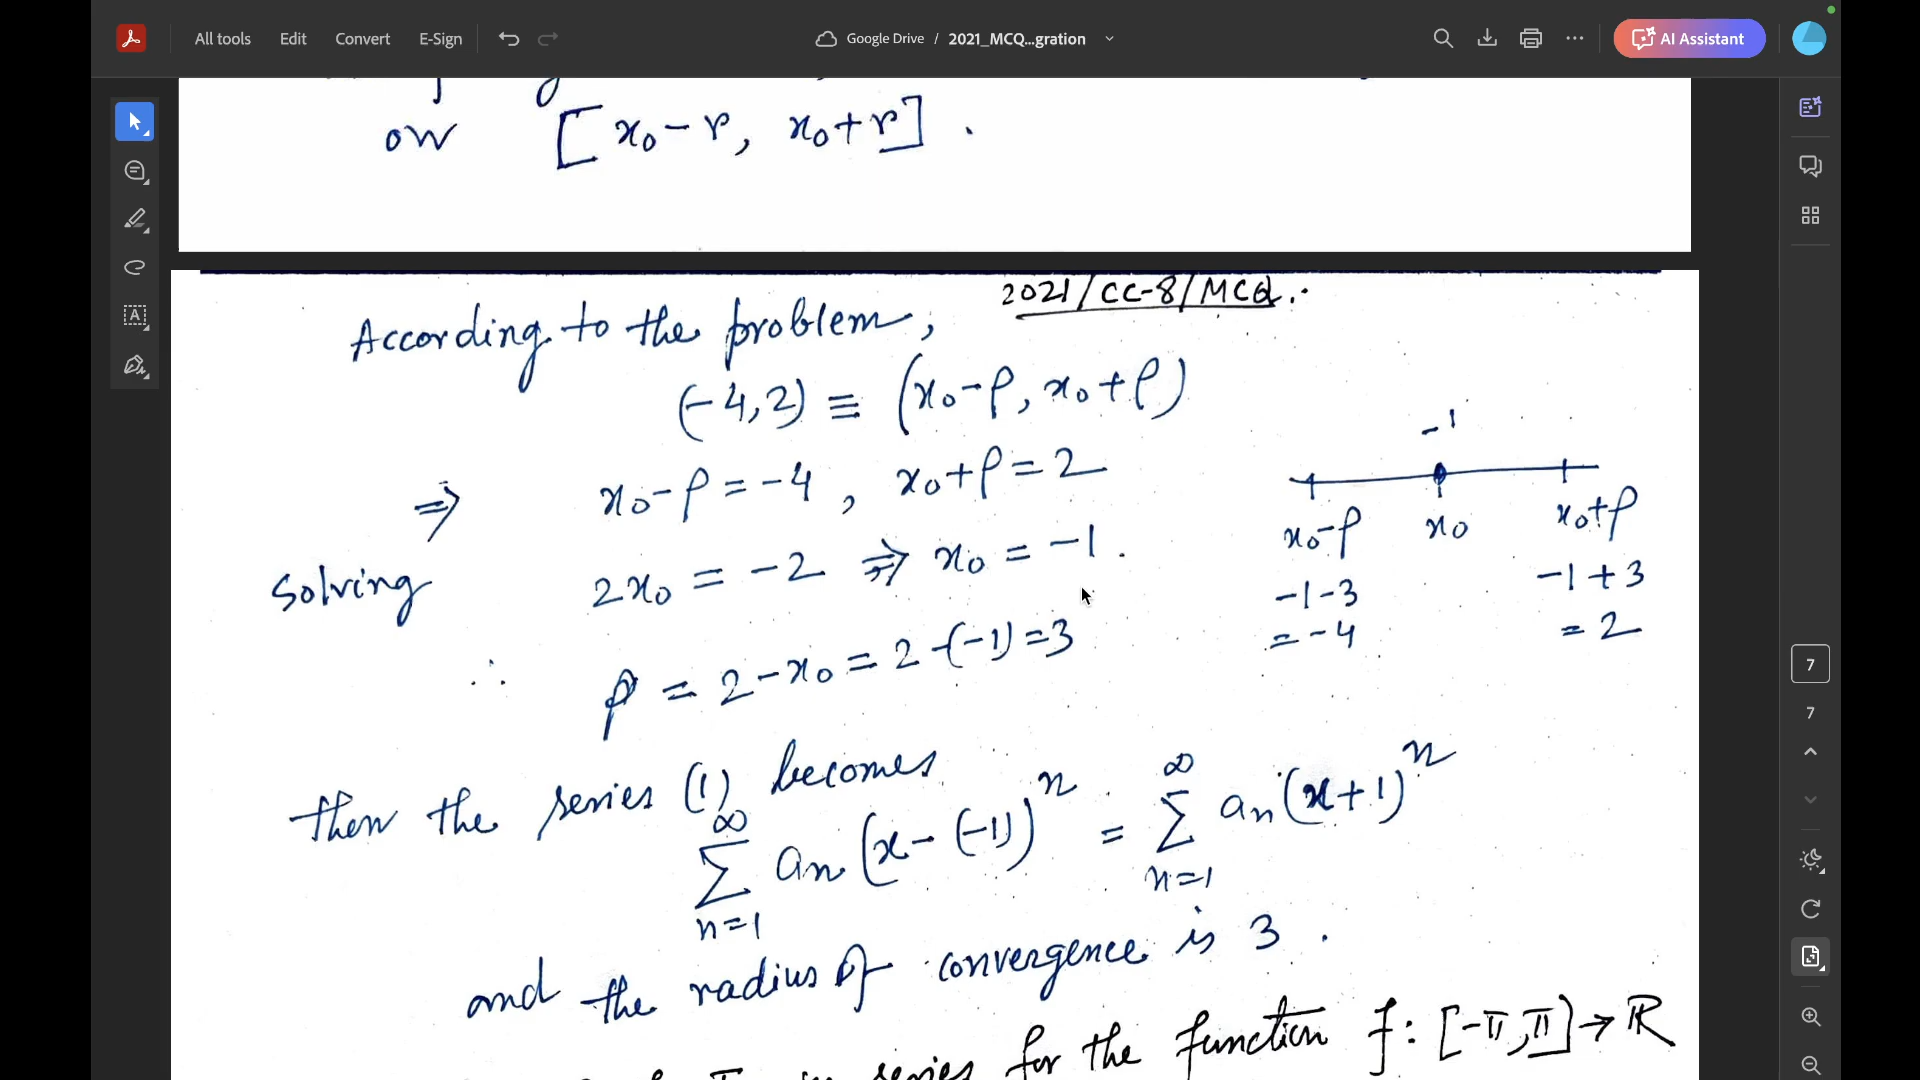 All tools Edit Convert E-Sign Google Drive / 2021_MCQ...gration AI Assistant
on [x₀-r, x₀+r].
2021/CC-8/MCQ.
According to the problem,
(-4,2) ≡ (x₀-ρ, x₀+ρ)
⇒ x₀-ρ = -4, x₀+ρ = 2
-1
x₀-ρ x₀ x₀+ρ
-1-3 -1+3
= -4 = 2
Solving 2x₀ = -2 ⇒ x₀ = -1.
∴ ρ = 2-x₀ = 2-(-1) = 3
then the series (1) becomes
∞ ∑ n=1 an (x-(-1))ⁿ = ∞ ∑ n=1 an (x+1)ⁿ
and the radius of convergence is 3.
series for the function f: [-π,π] → ℝ
7
7